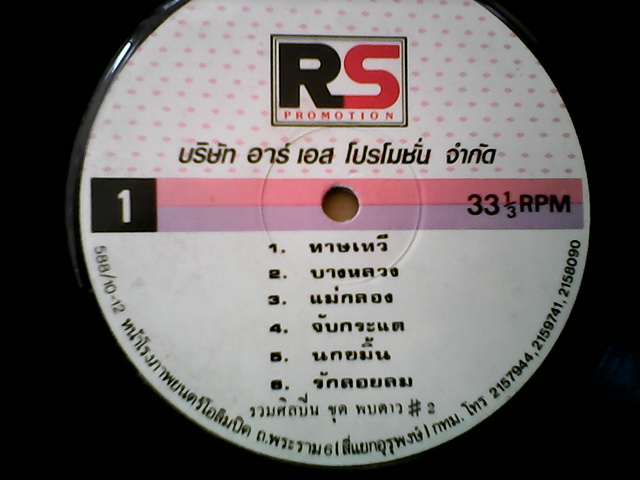 RS
PROMOTION
บริษัท อาร์ เอส โปรโมชั่น จำกัด
1
33 1/3 RPM
1. ทาษเทวี
2. บางหลวง
3. แม่กลอง
4. จับกระแต
5. นกขมิ้น
6. รักลอยลม
รวมศิลปิน ชุด พบดาว # 2
588/10-12 หน้าโรงภาพยนตร์โอลิมปิค ถ.พระราม 6 (สี่แยกอุรุพงษ์) กทม. โทร 2157944, 2159741, 2158090